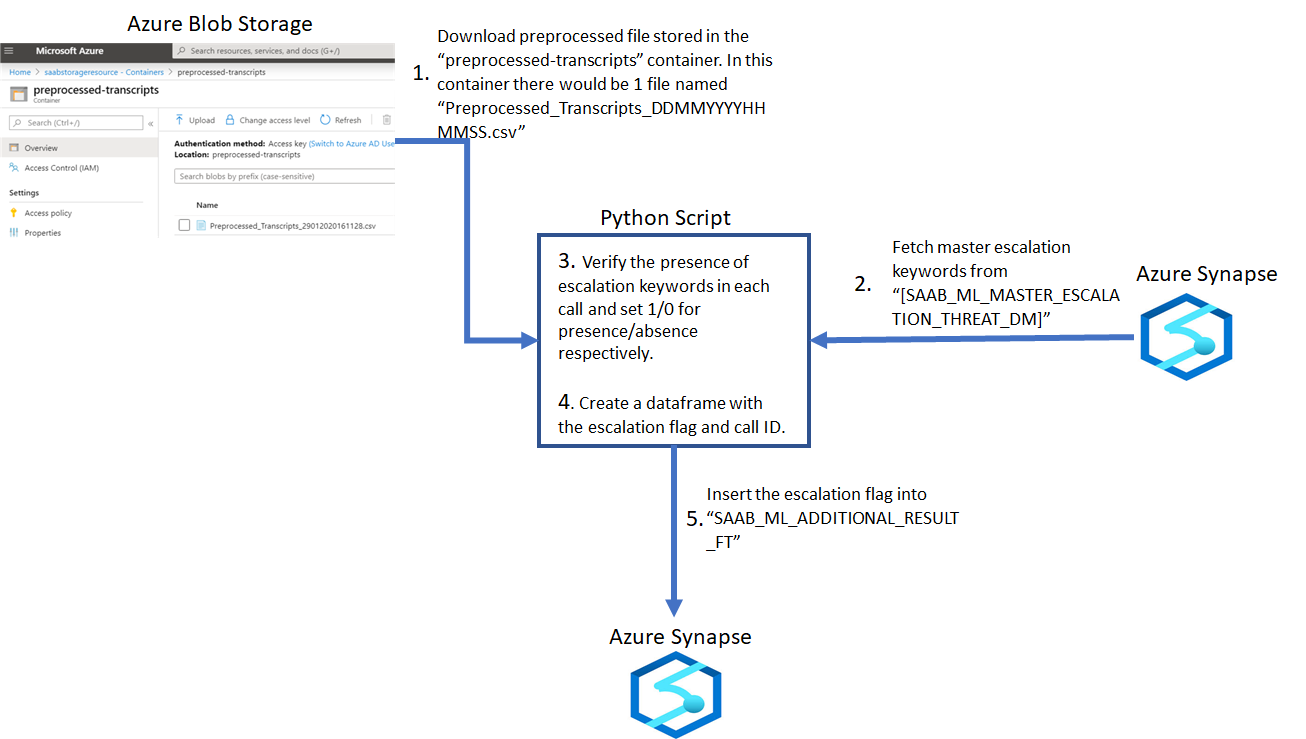 Azure Blob Storage
Microsoft Azure
Search resources, services, and docs (G+/)
Home > saabstorageresource - Containers > preprocessed-transcripts
preprocessed-transcripts
Container
Search (Ctrl+/)
«
Upload
Change access level
Refresh
Overview
Access Control (IAM)
Settings
Access policy
Properties
Authentication method: Access key (Switch to Azure AD Use
Location: preprocessed-transcripts
Search blobs by prefix (case-sensitive)
Name
Preprocessed_Transcripts_29012020161128.csv
1.
Download preprocessed file stored in the
“preprocessed-transcripts” container. In this
container there would be 1 file named
“Preprocessed_Transcripts_DDMMYYYYHH
MMSS.csv”
Python Script
3. Verify the presence of
escalation keywords in each
call and set 1/0 for
presence/absence
respectively.
4. Create a dataframe with
the escalation flag and call ID.
2.
Fetch master escalation
keywords from
“[SAAB_ML_MASTER_ESCALA
TION_THREAT_DM]”
Azure Synapse
5.
Insert the escalation flag into
“SAAB_ML_ADDITIONAL_RESULT
_FT”
Azure Synapse